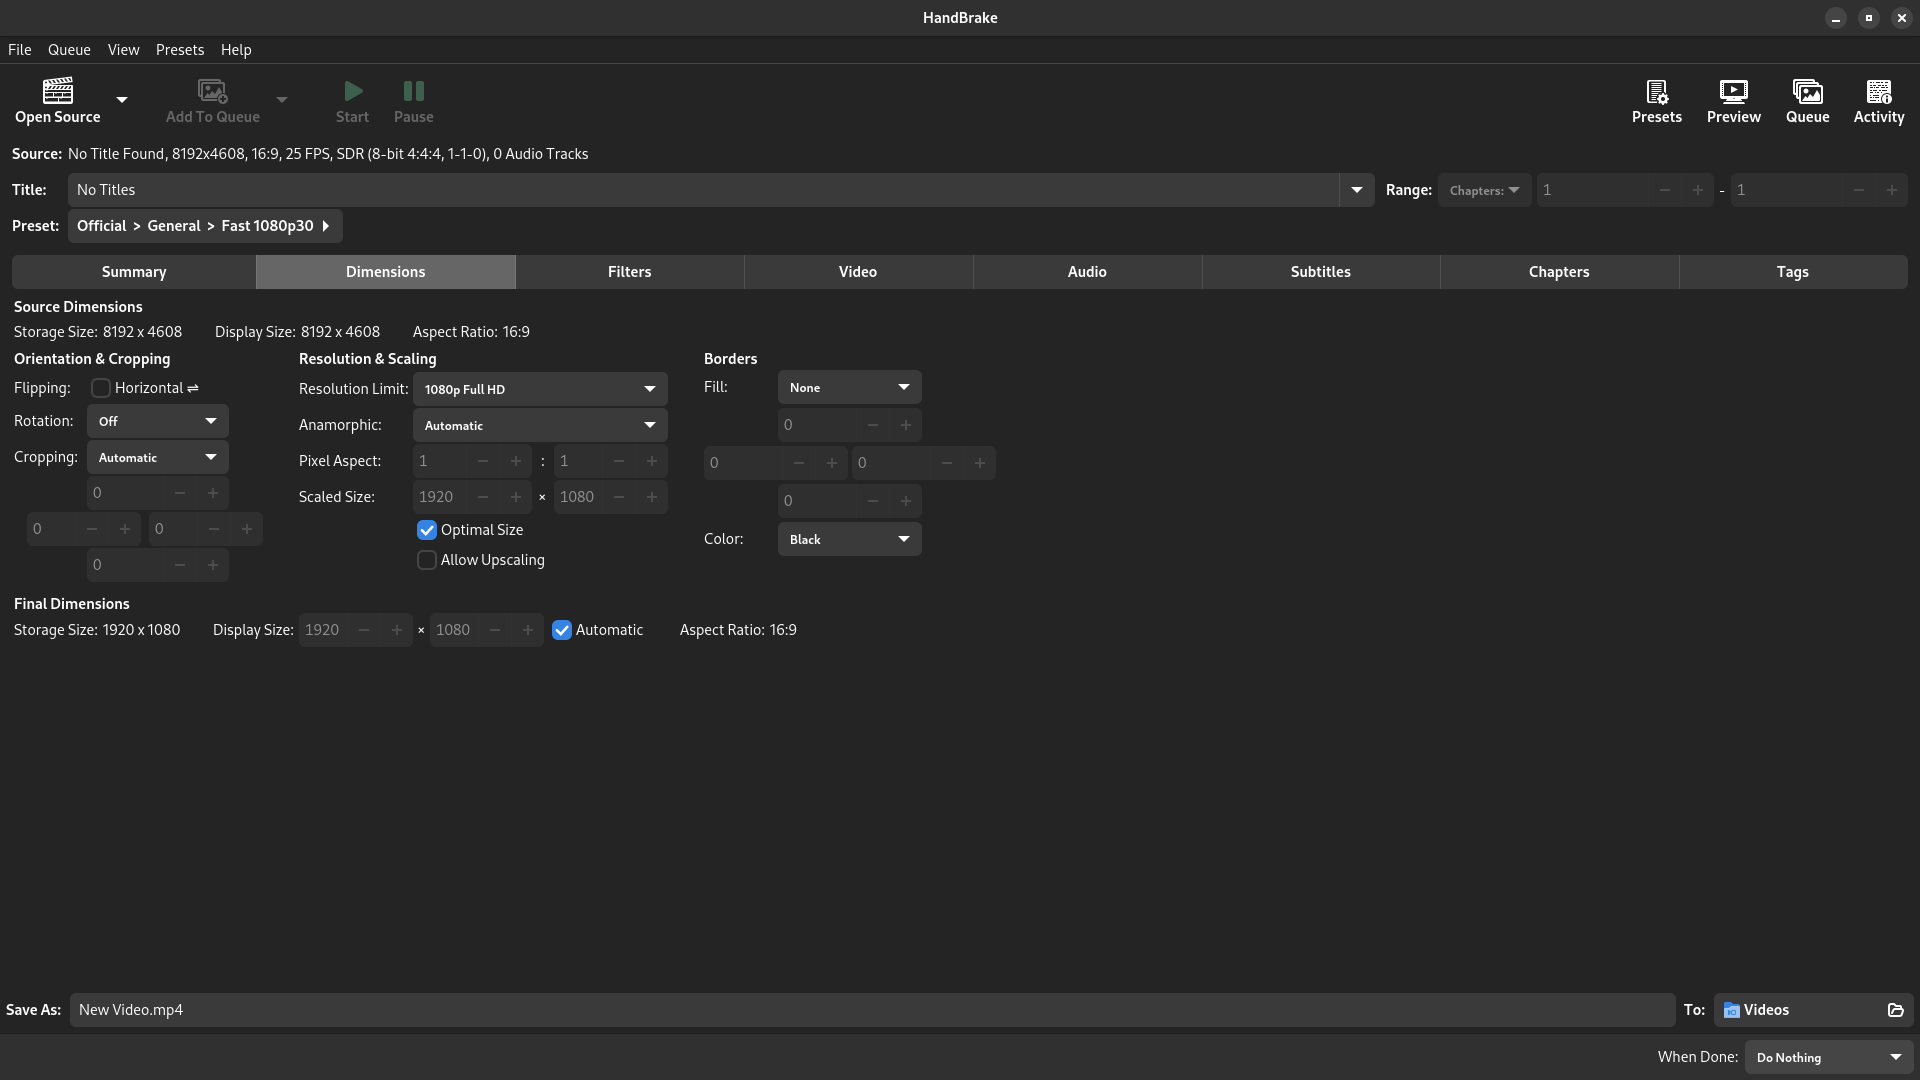 HandBrake
File Queue View Presets Help
Open Source Add To Queue Start Pause Presets Preview Queue Activity
Source: No Title Found, 8192x4608, 16:9, 25 FPS, SDR (8-bit 4:4:4, 1-1-0), 0 Audio Tracks
Title: No Titles Range: Chapters: 1 - 1
Preset: Official > General > Fast 1080p30
Summary Dimensions Filters Video Audio Subtitles Chapters Tags
Source Dimensions
Storage Size: 8192 x 4608 Display Size: 8192 x 4608 Aspect Ratio: 16:9
Orientation & Cropping Resolution & Scaling Borders
Flipping: Horizontal ⇌ Resolution Limit: 1080p Full HD Fill: None
Rotation: Off Anamorphic: Automatic 0
Cropping: Automatic Pixel Aspect: 1 : 1 0 0
0 Scaled Size: 1920 × 1080 0
0 0 Optimal Size Color: Black
0 Allow Upscaling
Final Dimensions
Storage Size: 1920 x 1080 Display Size: 1920 × 1080 Automatic Aspect Ratio: 16:9
Save As: New Video.mp4 To: Videos
When Done: Do Nothing